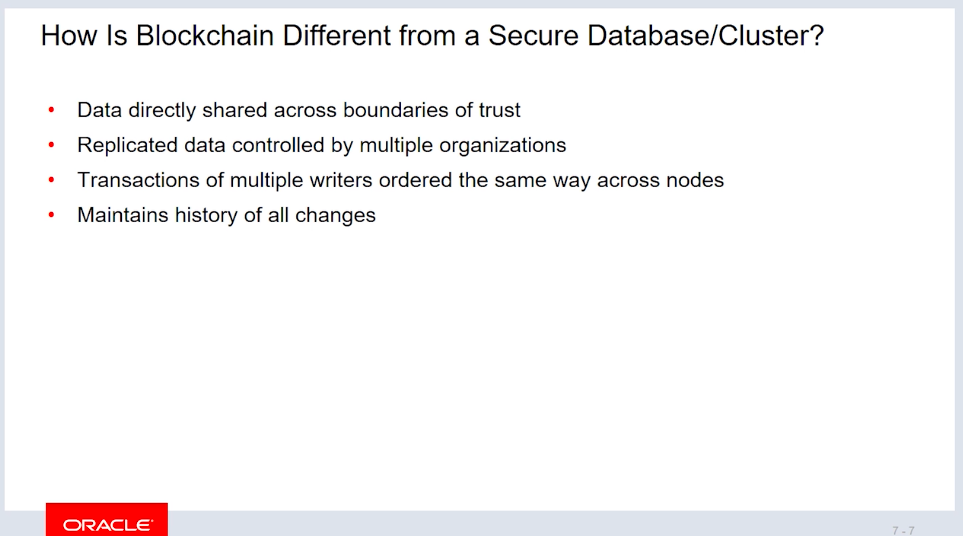 How Is Blockchain Different from a Secure Database/Cluster?
• Data directly shared across boundaries of trust
• Replicated data controlled by multiple organizations
• Transactions of multiple writers ordered the same way across nodes
• Maintains history of all changes
ORACLE
7 - 7